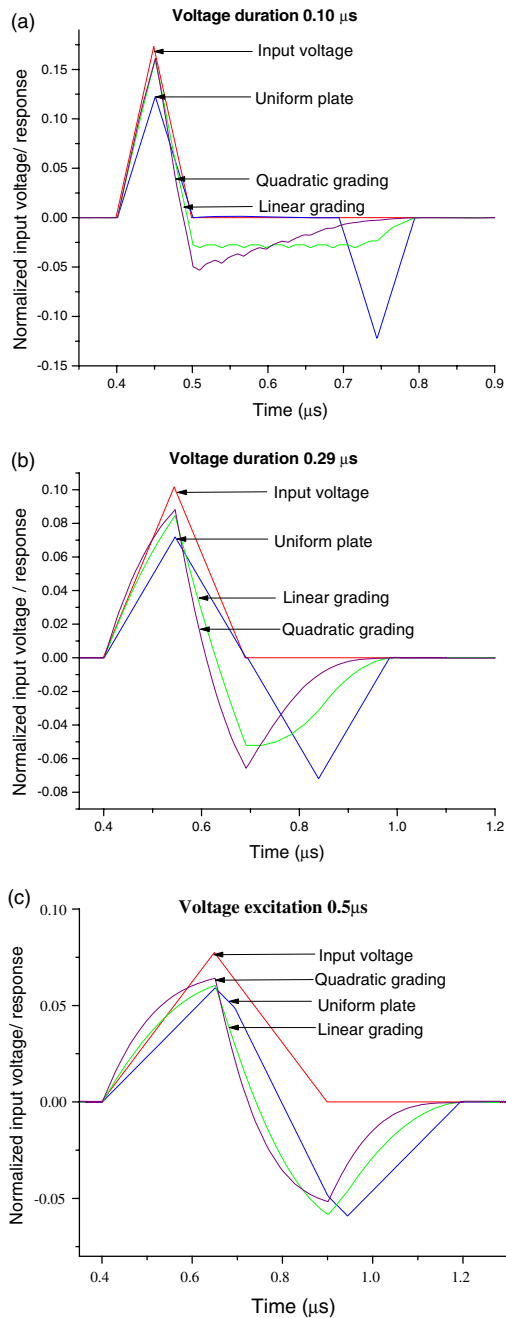 (a)
Voltage duration 0.10 μs
Input voltage
Uniform plate
Quadratic grading
Linear grading
Normalized input voltage/ response
0.15
0.10
0.05
0.00
-0.05
-0.10
-0.15
0.4 0.5 0.6 0.7 0.8 0.9
Time (μs)
(b)
Voltage duration 0.29 μs
Input voltage
Uniform plate
Linear grading
Quadratic grading
Normalized input voltage / response
0.10
0.08
0.06
0.04
0.02
0.00
-0.02
-0.04
-0.06
-0.08
0.4 0.6 0.8 1.0 1.2
Time (μs)
(c)
Voltage excitation 0.5μs
Input voltage
Quadratic grading
Uniform plate
Linear grading
Normalized input voltage/ response
0.10
0.05
0.00
-0.05
0.4 0.6 0.8 1.0 1.2
Time (μs)